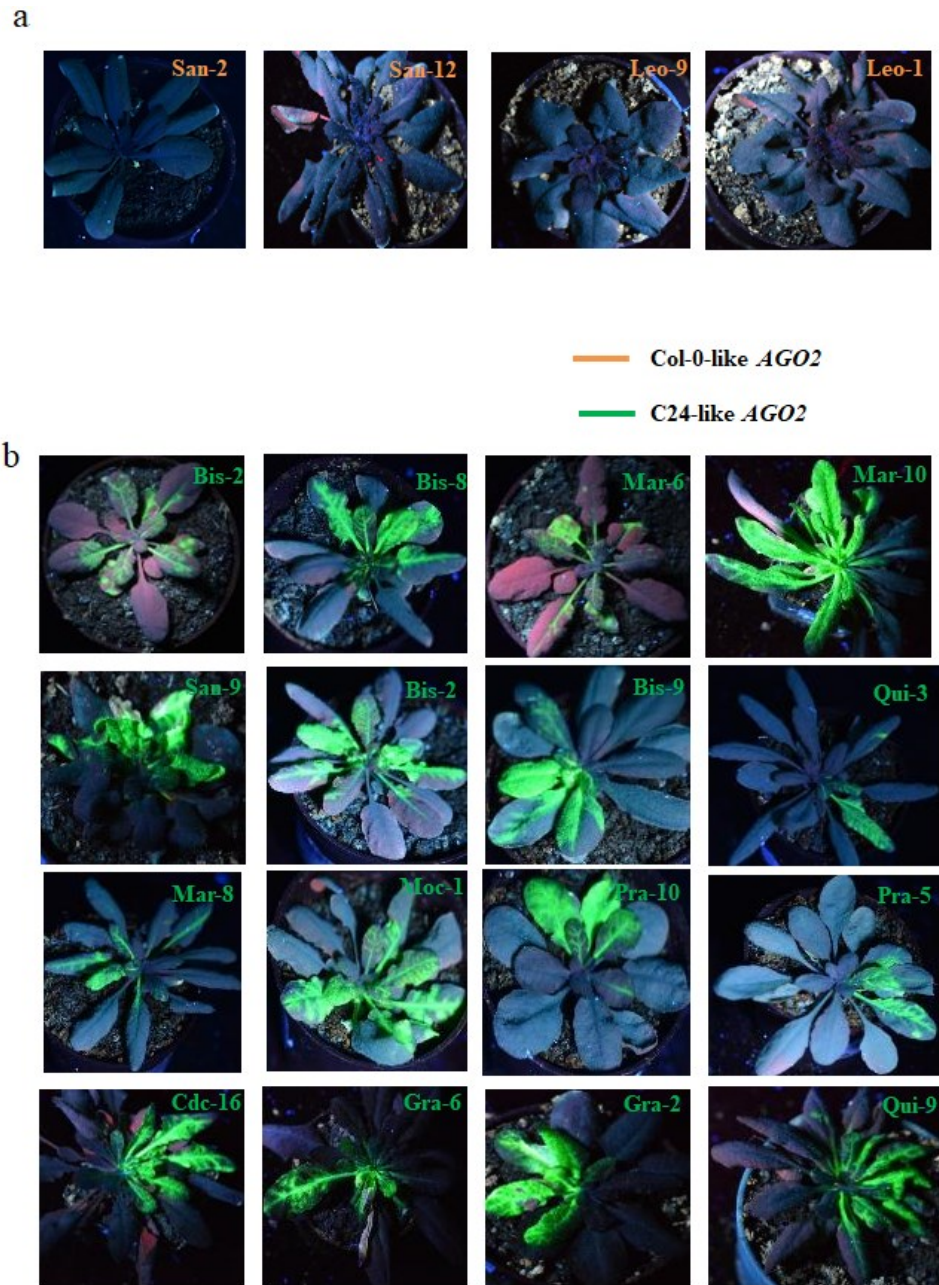 a
San-2
San-12
Leo-9
Leo-1
Col-0-like AGO2
C24-like AGO2
b
Bis-2
Bis-8
Mar-6
Mar-10
San-9
Bis-2
Bis-9
Qui-3
Mar-8
Moc-1
Pra-10
Pra-5
Cdc-16
Gra-6
Gra-2
Qui-9